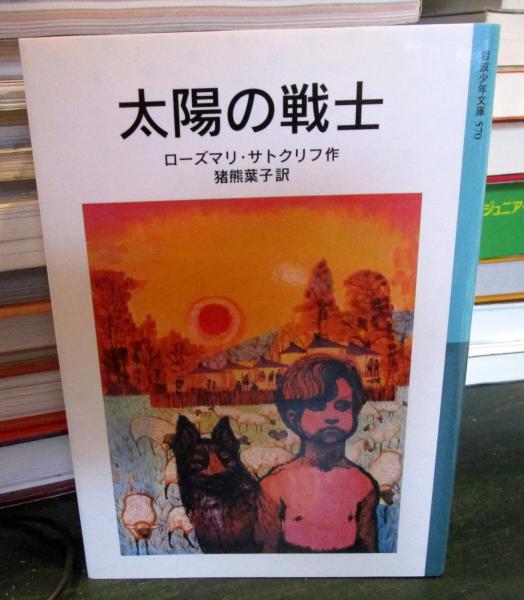 太陽の戦士
ローズマリ・サトクリフ作
猪熊葉子訳
岩波少年文庫 570
ジュニア